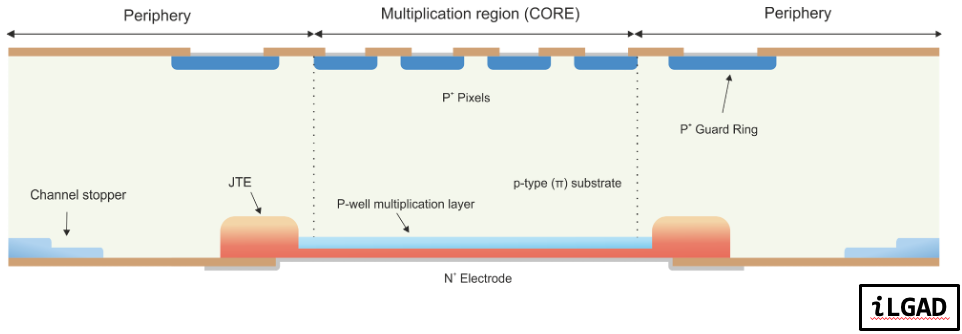 Periphery
Multiplication region (CORE)
Periphery
P⁺ Pixels
P⁺ Guard Ring
JTE
p-type (π) substrate
Channel stopper
P-well multiplication layer
N⁺ Electrode
iLGAD